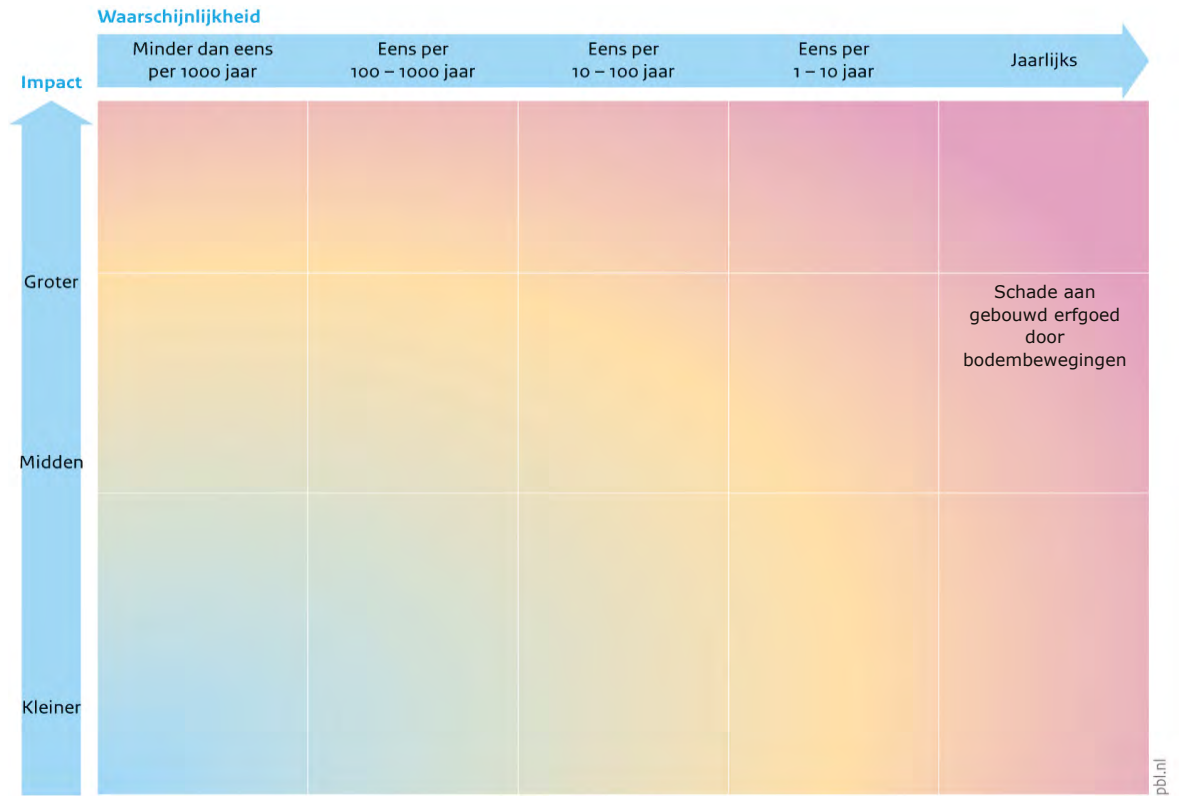 Waarschijnlijkheid
Minder dan eens
per 1000 jaar
Eens per
100 – 1000 jaar
Eens per
10 – 100 jaar
Eens per
1 – 10 jaar
Jaarlijks
Impact
Groter
Schade aan
gebouwd erfgoed
door
bodembewegingen
Midden
Kleiner
pbl.nl